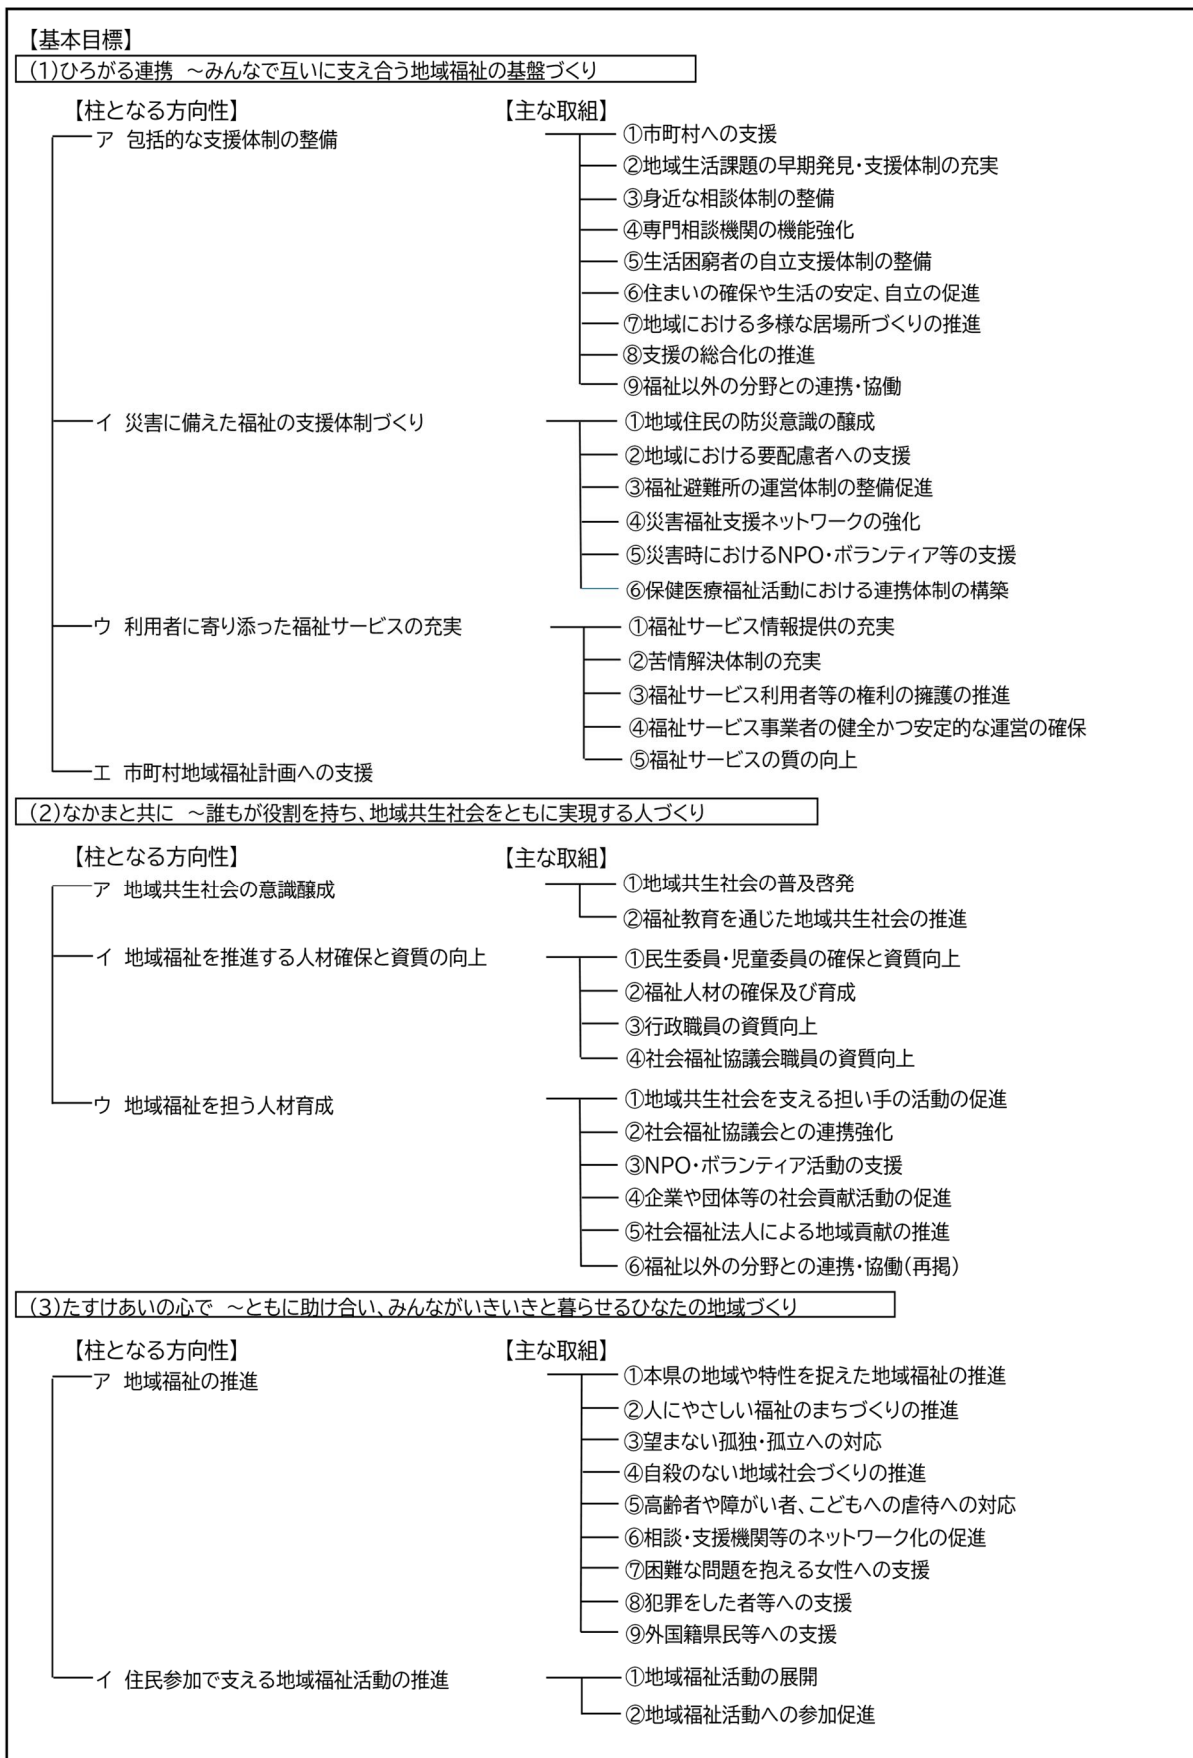 【基本目標】
(1)ひろがる連携 ～みんなで互いに支え合う地域福祉の基盤づくり
【柱となる方向性】
【主な取組】
ア 包括的な支援体制の整備
①市町村への支援
②地域生活課題の早期発見・支援体制の充実
③身近な相談体制の整備
④専門相談機関の機能強化
⑤生活困窮者の自立支援体制の整備
⑥住まいの確保や生活の安定、自立の促進
⑦地域における多様な居場所づくりの推進
⑧支援の総合化の推進
⑨福祉以外の分野との連携・協働
イ 災害に備えた福祉の支援体制づくり
①地域住民の防災意識の醸成
②地域における要配慮者への支援
③福祉避難所の運営体制の整備促進
④災害福祉支援ネットワークの強化
⑤災害時におけるNPO・ボランティア等の支援
⑥保健医療福祉活動における連携体制の構築
ウ 利用者に寄り添った福祉サービスの充実
①福祉サービス情報提供の充実
②苦情解決体制の充実
③福祉サービス利用者等の権利の擁護の推進
④福祉サービス事業者の健全かつ安定的な運営の確保
⑤福祉サービスの質の向上
エ 市町村地域福祉計画への支援
(2)なかまと共に ～誰もが役割を持ち、地域共生社会をともに実現する人づくり
【柱となる方向性】
【主な取組】
ア 地域共生社会の意識醸成
①地域共生社会の普及啓発
②福祉教育を通じた地域共生社会の推進
イ 地域福祉を推進する人材確保と資質の向上
①民生委員・児童委員の確保と資質向上
②福祉人材の確保及び育成
③行政職員の資質向上
④社会福祉協議会職員の資質向上
ウ 地域福祉を担う人材育成
①地域共生社会を支える担い手の活動の促進
②社会福祉協議会との連携強化
③NPO・ボランティア活動の支援
④企業や団体等の社会貢献活動の促進
⑤社会福祉法人による地域貢献の推進
⑥福祉以外の分野との連携・協働(再掲)
(3)たすけあいの心で ～ともに助け合い、みんながいきいきと暮らせるひなたの地域づくり
【柱となる方向性】
【主な取組】
ア 地域福祉の推進
①本県の地域や特性を捉えた地域福祉の推進
②人にやさしい福祉のまちづくりの推進
③望まない孤独・孤立への対応
④自殺のない地域社会づくりの推進
⑤高齢者や障がい者、こどもへの虐待への対応
⑥相談・支援機関等のネットワーク化の促進
⑦困難な問題を抱える女性への支援
⑧犯罪をした者等への支援
⑨外国籍県民等への支援
イ 住民参加で支える地域福祉活動の推進
①地域福祉活動の展開
②地域福祉活動への参加促進